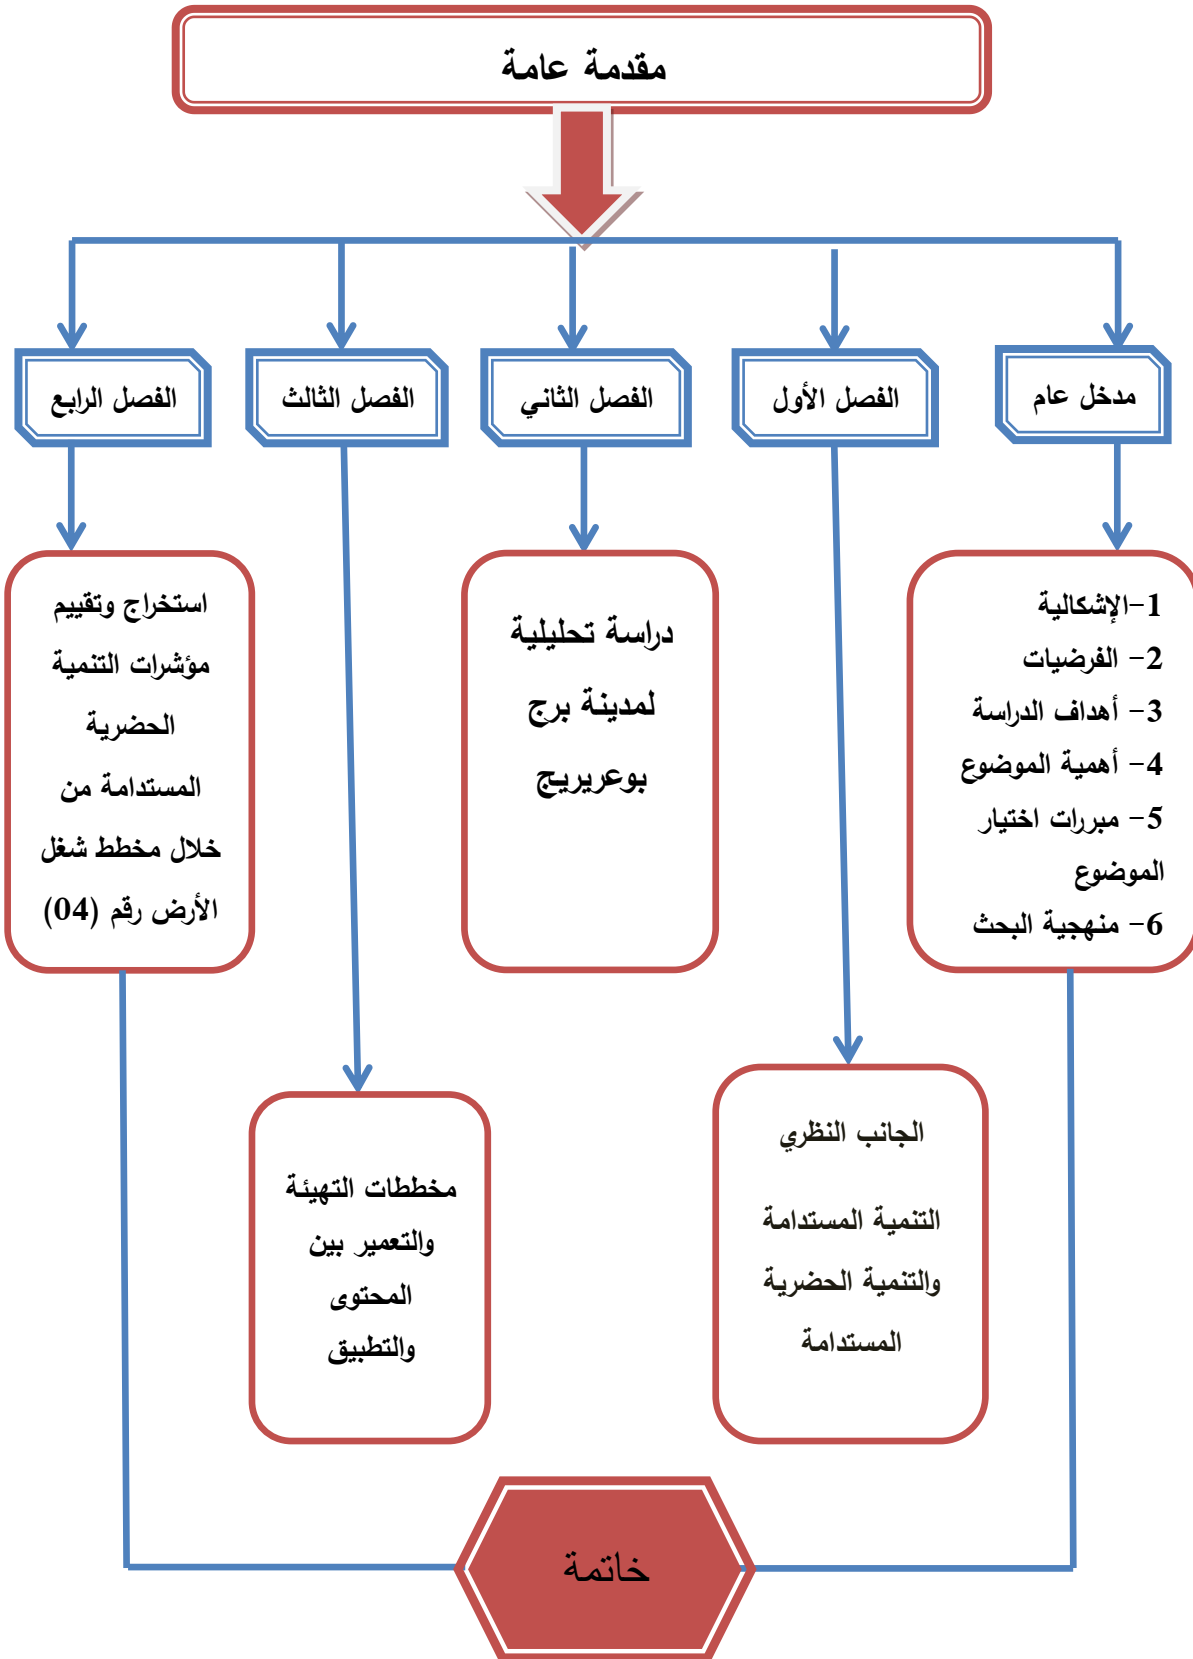 مقدمة عامة
مدخل عام
الفصل الأول
الفصل الثاني
الفصل الثالث
الفصل الرابع
1-الإشكالية
2- الفرضيات
3- أهداف الدراسة
4- أهمية الموضوع
5- مبررات اختيار
الموضوع
6- منهجية البحث
الجانب النظري
التنمية المستدامة
والتنمية الحضرية
المستدامة
دراسة تحليلية
لمدينة برج
بوعريريج
مخططات التهيئة
والتعمير بين
المحتوى
والتطبيق
استخراج وتقييم
مؤشرات التنمية
الحضرية
المستدامة من
خلال مخطط شغل
الأرض رقم (04)
خاتمة